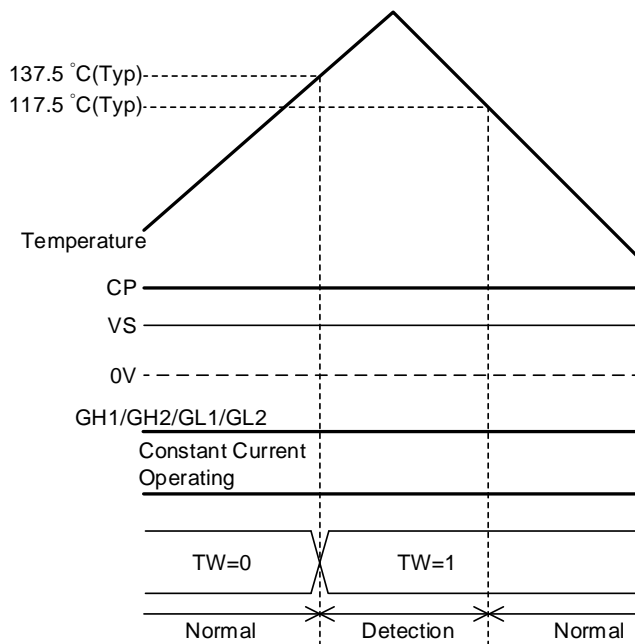 137.5 °C(Typ)
117.5 °C(Typ)
Temperature
CP
VS
0V
GH1/GH2/GL1/GL2
Constant Current
Operating
TW=0 TW=1
Normal Detection Normal